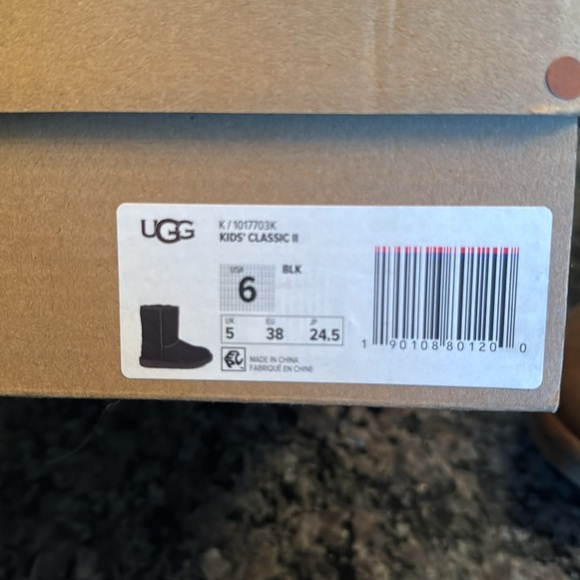 UGG
K / 1017703K
KIDS' CLASSIC II
USA
6
BLK
UK EU JP
5 38 24.5
MADE IN CHINA
FABRIQUÉ EN CHINE
1 90108 80120 0